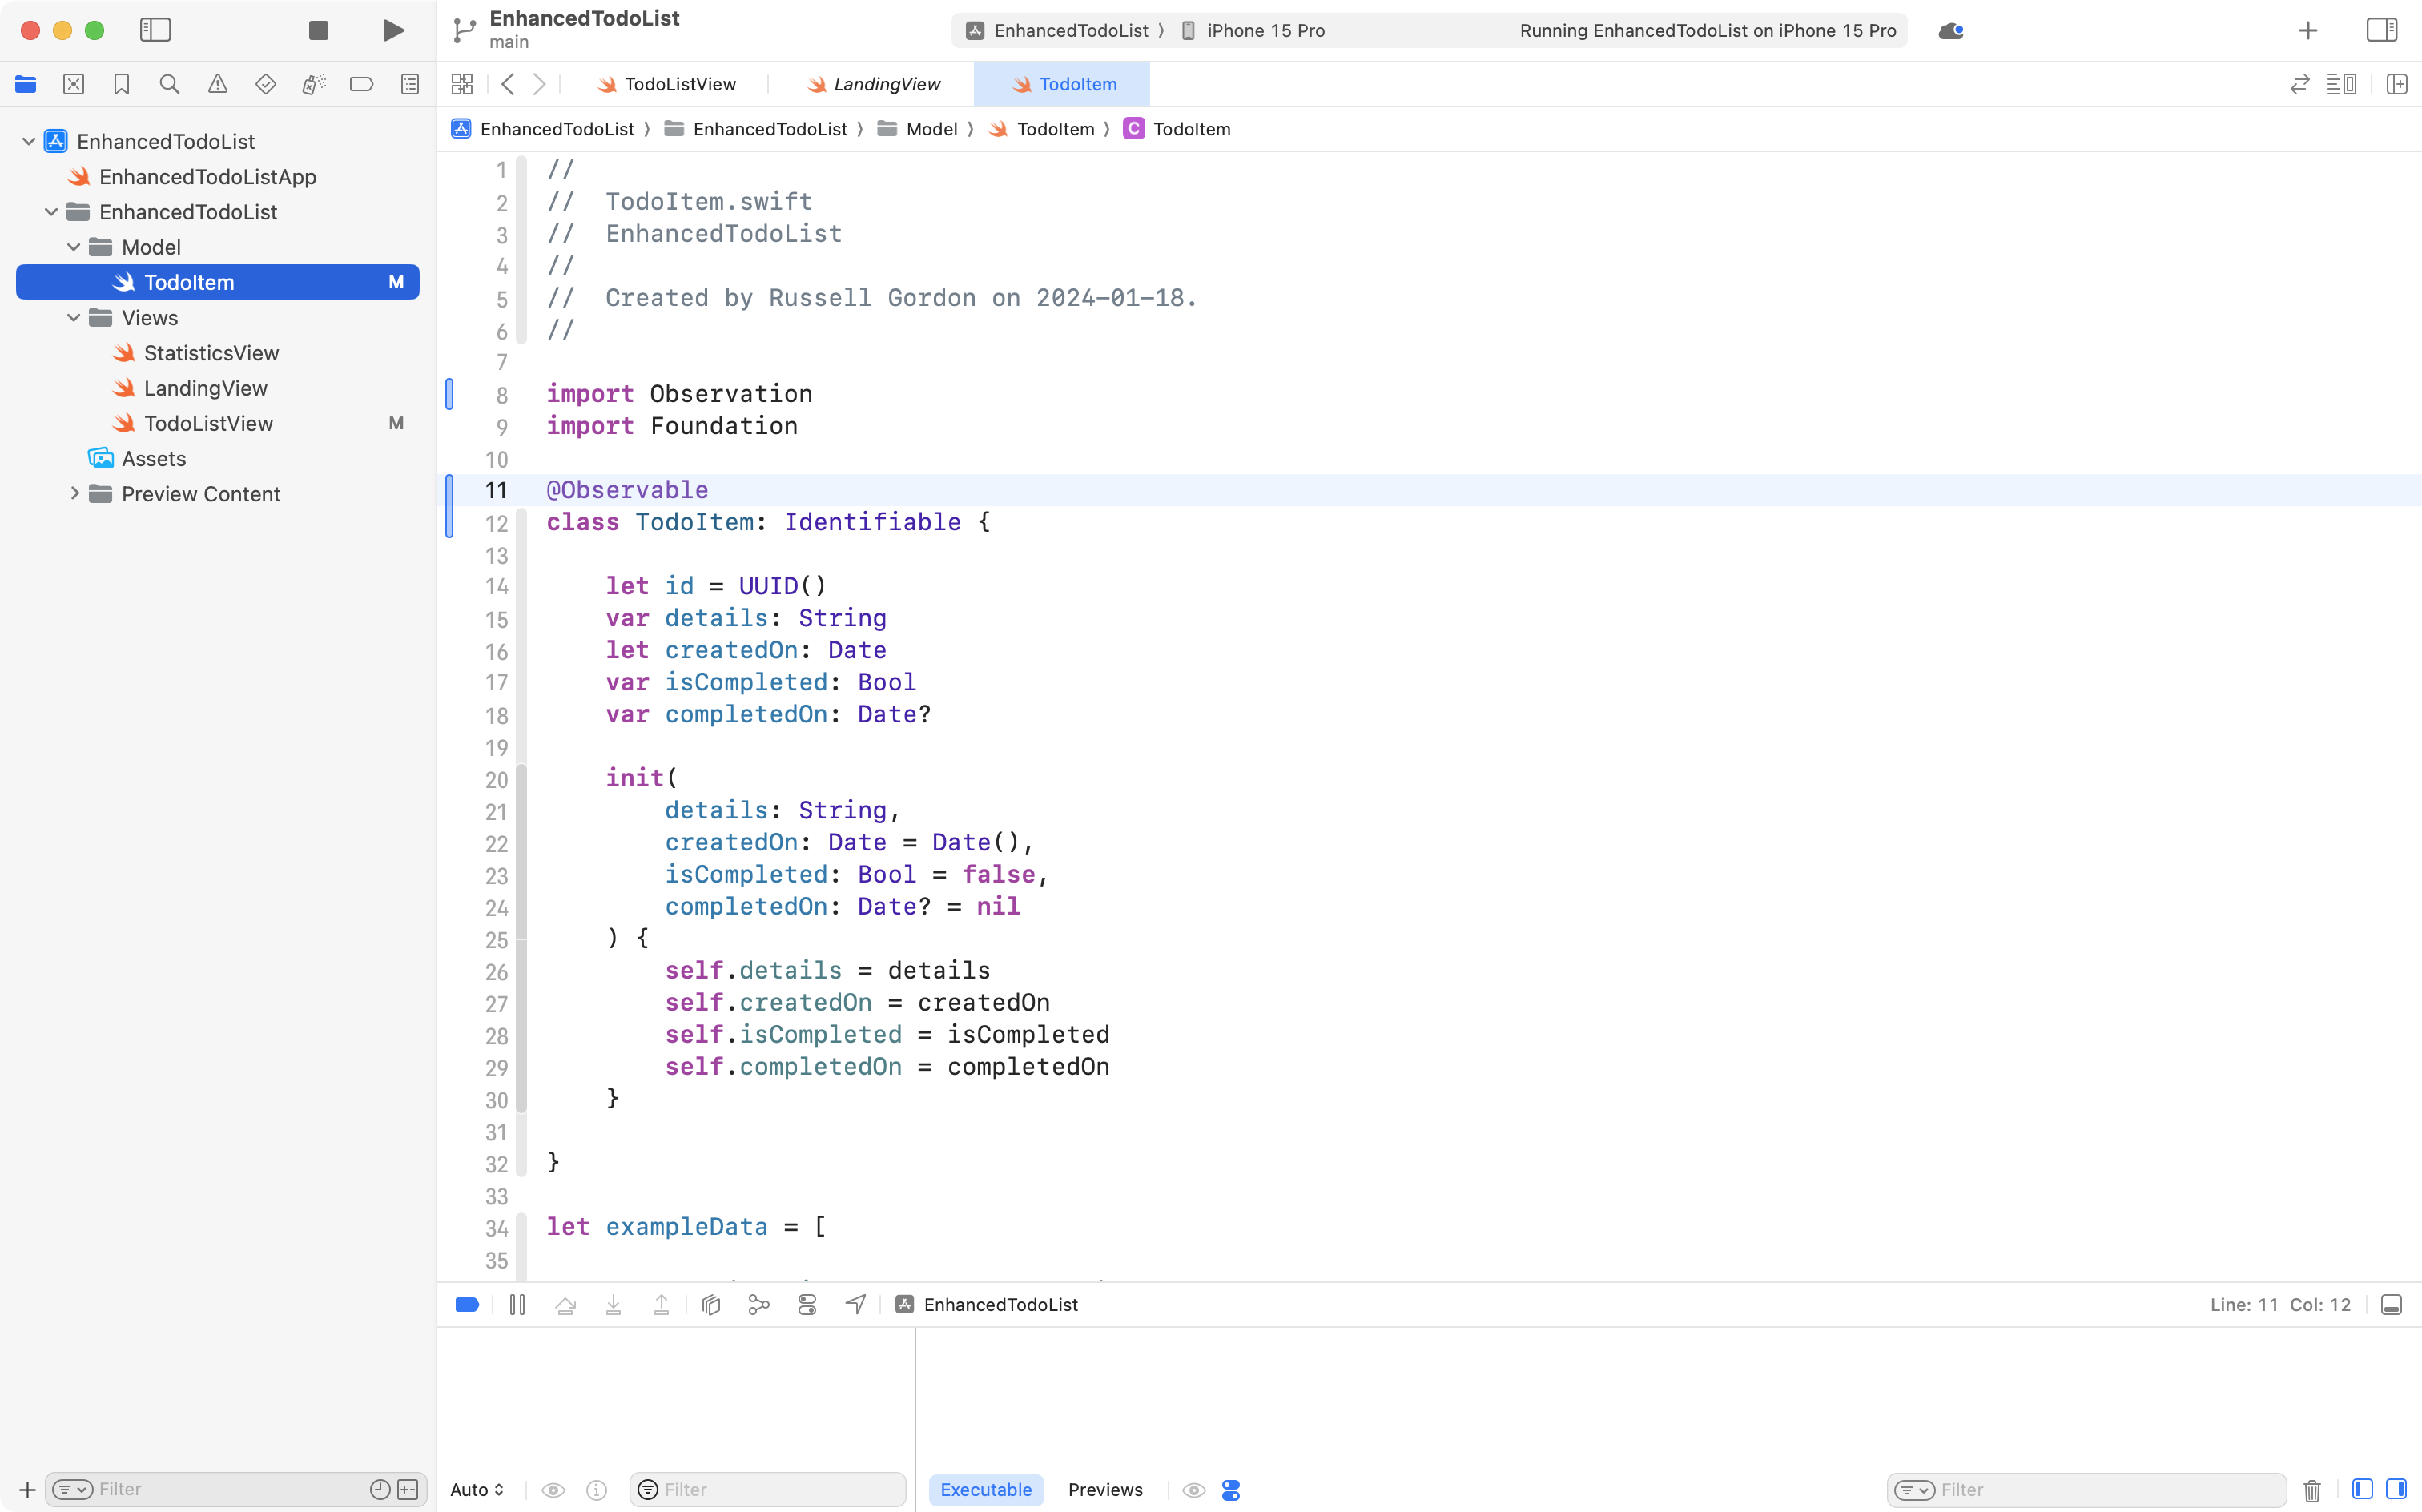 EnhancedTodoList
main
EnhancedTodoList 〉 iPhone 15 Pro Running EnhancedTodoList on iPhone 15 Pro
TodoListView LandingView TodoItem
EnhancedTodoList 〉 EnhancedTodoList 〉 Model 〉 TodoItem 〉 C TodoItem
EnhancedTodoList
EnhancedTodoListApp
EnhancedTodoList
Model
TodoItem M
Views
StatisticsView
LandingView
TodoListView M
Assets
Preview Content
1 //
2 //  TodoItem.swift
3 //  EnhancedTodoList
4 //
5 //  Created by Russell Gordon on 2024-01-18.
6 //
7
8 import Observation
9 import Foundation
10
11 @Observable
12 class TodoItem: Identifiable {
13
14     let id = UUID()
15     var details: String
16     let createdOn: Date
17     var isCompleted: Bool
18     var completedOn: Date?
19
20     init(
21         details: String,
22         createdOn: Date = Date(),
23         isCompleted: Bool = false,
24         completedOn: Date? = nil
25     ) {
26         self.details = details
27         self.createdOn = createdOn
28         self.isCompleted = isCompleted
29         self.completedOn = completedOn
30     }
31
32 }
33
34 let exampleData = [
35
EnhancedTodoList Line: 11 Col: 12
Filter
Auto Filter
Executable Previews Filter